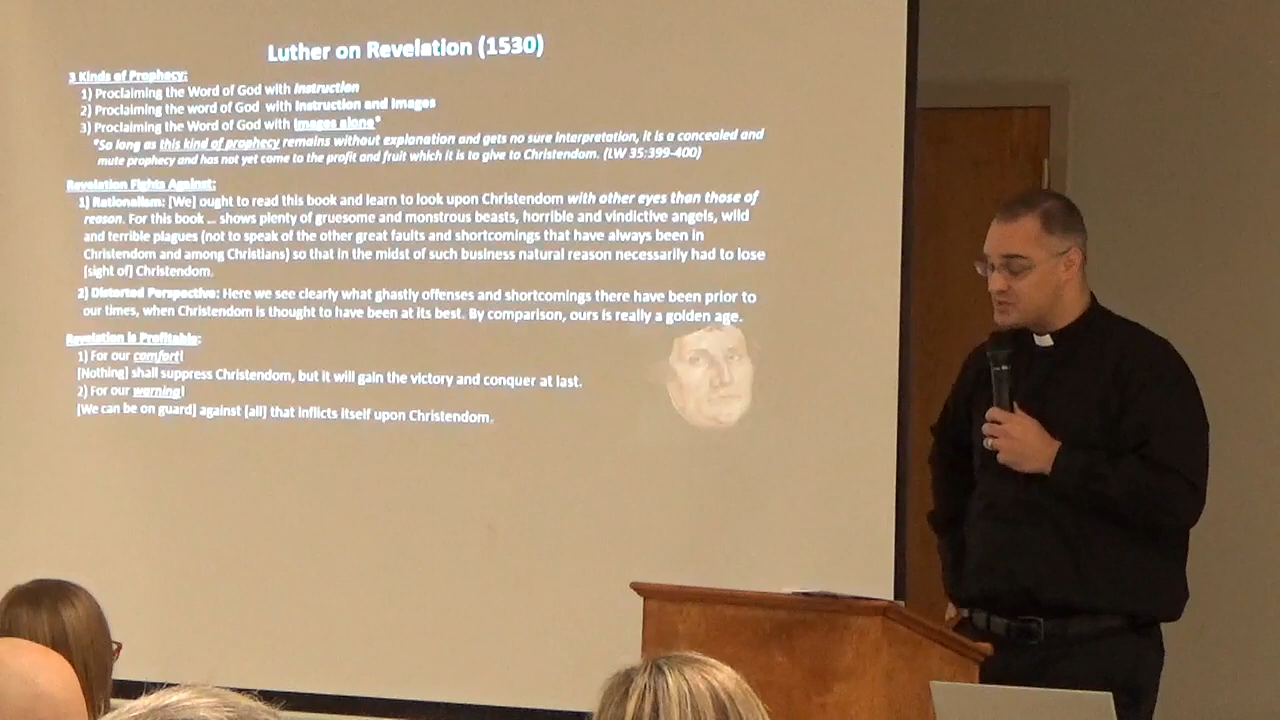 Luther on Revelation (1530)
3 Kinds of Prophecy:
1) Proclaiming the Word of God with Instruction
2) Proclaiming the word of God with Instruction and Images
3) Proclaiming the Word of God with Images alone*
*So long as this kind of prophecy remains without explanation and gets no sure interpretation, it is a concealed and
mute prophecy and has not yet come to the profit and fruit which it is to give to Christendom. (LW 35:399-400)
Revelation Fights Against:
1) Rationalism: [We] ought to read this book and learn to look upon Christendom with other eyes than those of
reason. For this book ... shows plenty of gruesome and monstrous beasts, horrible and vindictive angels, wild
and terrible plagues (not to speak of the other great faults and shortcomings that have always been in
Christendom and among Christians) so that in the midst of such business natural reason necessarily had to lose
[sight of] Christendom.
2) Distorted Perspective: Here we see clearly what ghastly offenses and shortcomings there have been prior to
our times, when Christendom is thought to have been at its best. By comparison, ours is really a golden age.
Revelation is Profitable:
1) For our comfort!
[Nothing] shall suppress Christendom, but it will gain the victory and conquer at last.
2) For our warning!
[We can be on guard] against [all] that inflicts itself upon Christendom.